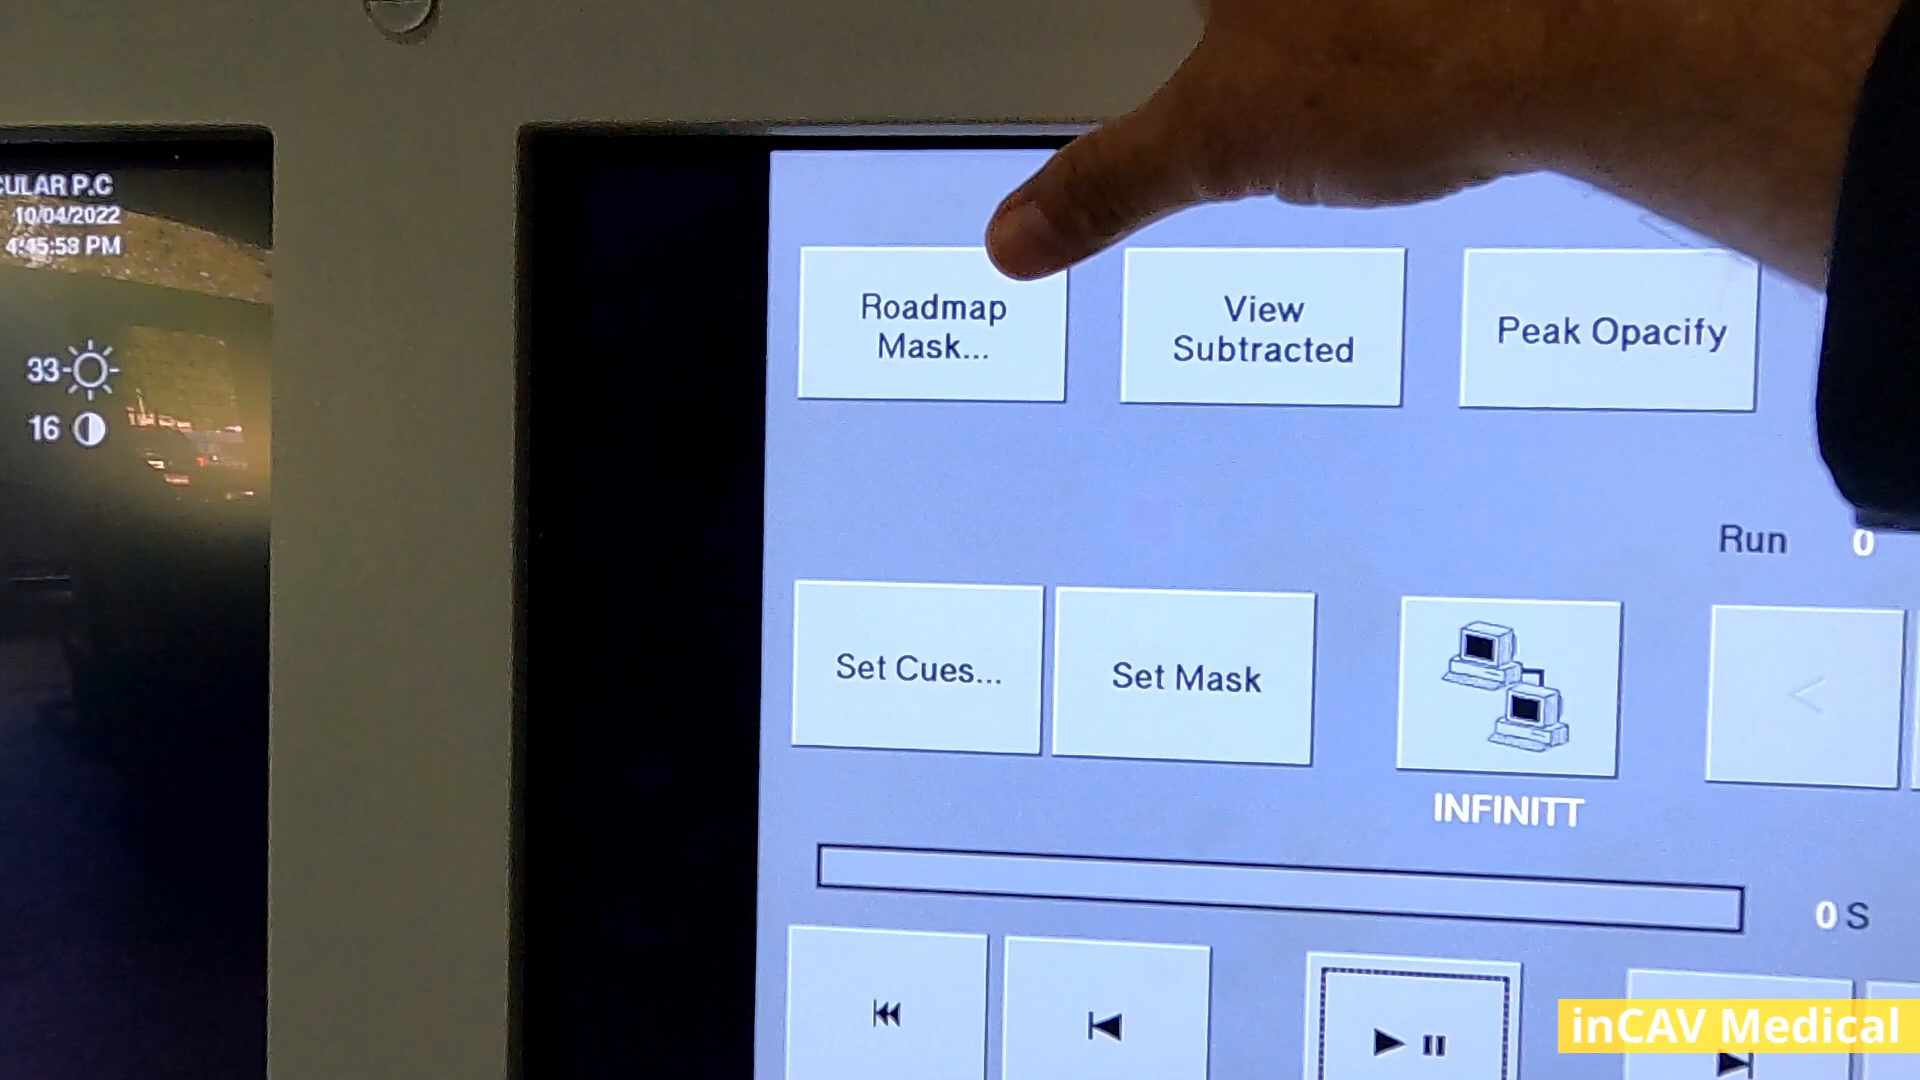 CULAR P.C
10/04/2022
4:45:58 PM
33
16
Roadmap
Mask...
View
Subtracted
Peak Opacify
Run 0
Set Cues...
Set Mask
<
INFINITT
0 S
inCAV Medical